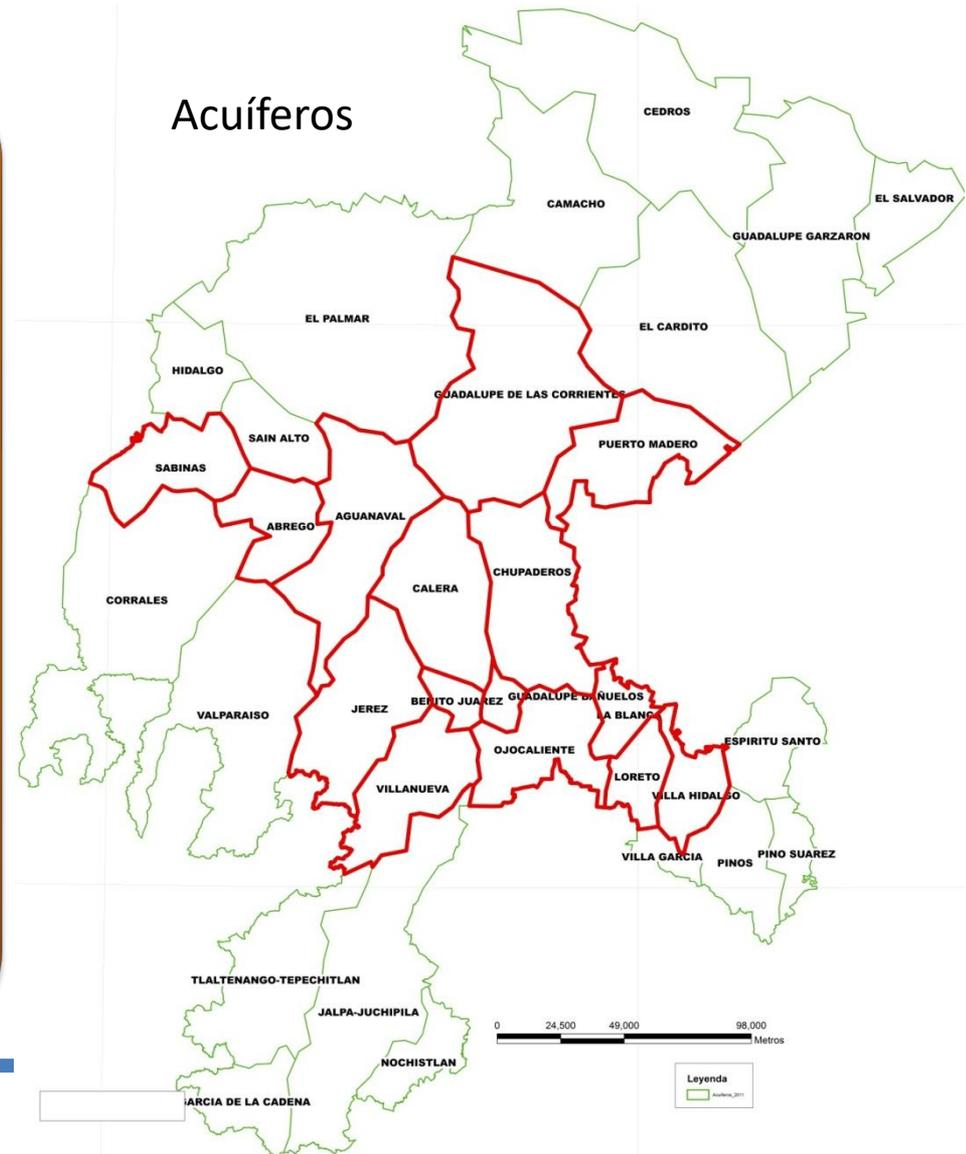 Acuíferos
CEDROS
CAMACHO
EL SALVADOR
GUADALUPE GARZARON
EL PALMAR
EL CARDITO
HIDALGO
GUADALUPE DE LAS CORRIENTES
SAIN ALTO
PUERTO MADERO
SABINAS
AGUANAVAL
ABREGO
CHUPADEROS
CALERA
CORRALES
GUADALUPE BAÑUELOS
BENITO JUAREZ
JEREZ
VALPARAISO
LA BLANCA
ESPIRITU SANTO
OJOCALIENTE
LORETO
VILLANUEVA
VILLA HIDALGO
VILLA GARCIA
PINOS
PINO SUAREZ
TLALTENANGO-TEPECHITLAN
JALPA-JUCHIPILA
NOCHISTLAN
GARCIA DE LA CADENA
0 24,500 49,000 98,000
Metros
Leyenda
Acuiferos_2011